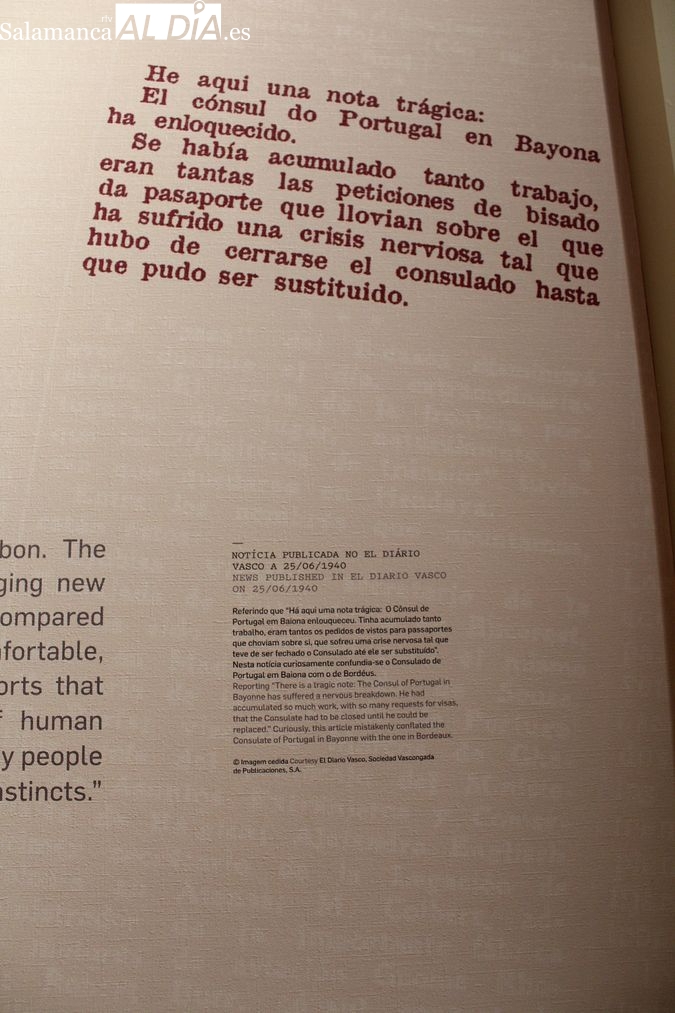 Salamanca rtv ALDÍA.es
He aqui una nota trágica:
El cónsul do Portugal en Bayona
ha enloquecido.
Se había acumulado tanto trabajo,
eran tantas las peticiones de bisado
da pasaporte que llovian sobre el que
ha sufrido una crisis nerviosa tal que
hubo de cerrarse el consulado hasta
que pudo ser sustituido.
bon. The
ging new
ompared
fortable,
orts that
f human
y people
stincts.”
NOTÍCIA PUBLICADA NO EL DIÁRIO
VASCO A 25/06/1940
NEWS PUBLISHED IN EL DIARIO VASCO
ON 25/06/1940
Referindo que “Há aqui uma nota trágica: O Cônsul de
Portugal em Baiona enlouqueceu. Tinha acumulado tanto
trabalho, eram tantos os pedidos de vistos para passaportes
que choviam sobre si, que sofreu uma crise nervosa tal que
teve de ser fechado o Consulado até ele ser substituído”.
Nesta notícia curiosamente confundia-se o Consulado de
Portugal em Baiona com o de Bordéus.
Reporting “There is a tragic note: The Consul of Portugal in
Bayonne has suffered a nervous breakdown. He had
accumulated so much work, with so many requests for visas,
that the Consulate had to be closed until he could be
replaced.” Curiously, this article mistakenly conflated the
Consulate of Portugal in Bayonne with the one in Bordeaux.
© Imagem cedida Courtesy El Diario Vasco, Sociedad Vascongada
de Publicaciones, S.A.